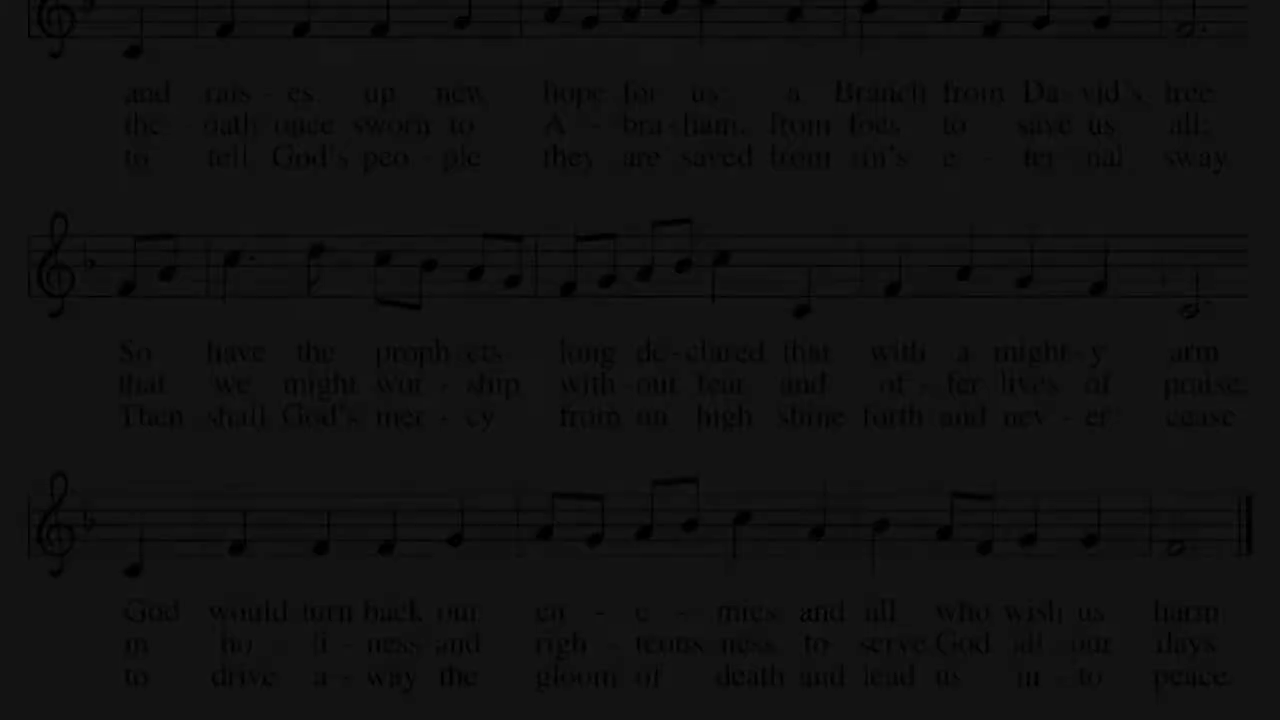 and rais - es up new hope for us, a Branch from Da - vid's tree.
the oath once sworn to A - bra - ham, from foes to save us all;
to tell God's peo - ple they are saved from sin's e - ter - nal sway.
So have the proph - ets long de - clared that with a might - y arm
that we might wor - ship with - out fear and of - fer lives of praise,
Then shall God's mer - cy from on high shine forth and nev - er cease
God would turn back our en - e - mies and all who wish us harm.
in ho - li - ness and righ - teous - ness to serve God all our days.
to drive a - way the gloom of death and lead us in - to peace.